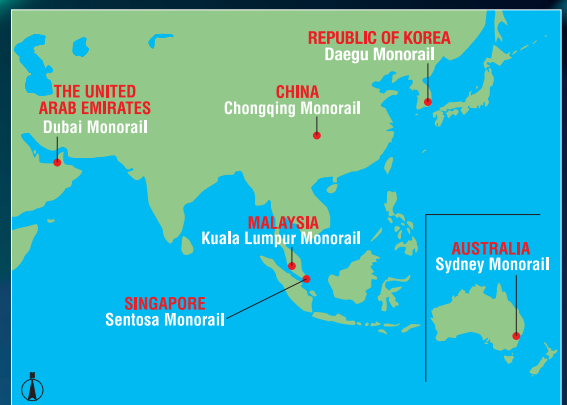 REPUBLIC OF KOREA
Daegu Monorail
THE UNITED
ARAB EMIRATES
Dubai Monorail
CHINA
Chongqing Monorail
MALAYSIA
Kuala Lumpur Monorail
AUSTRALIA
Sydney Monorail
SINGAPORE
Sentosa Monorail